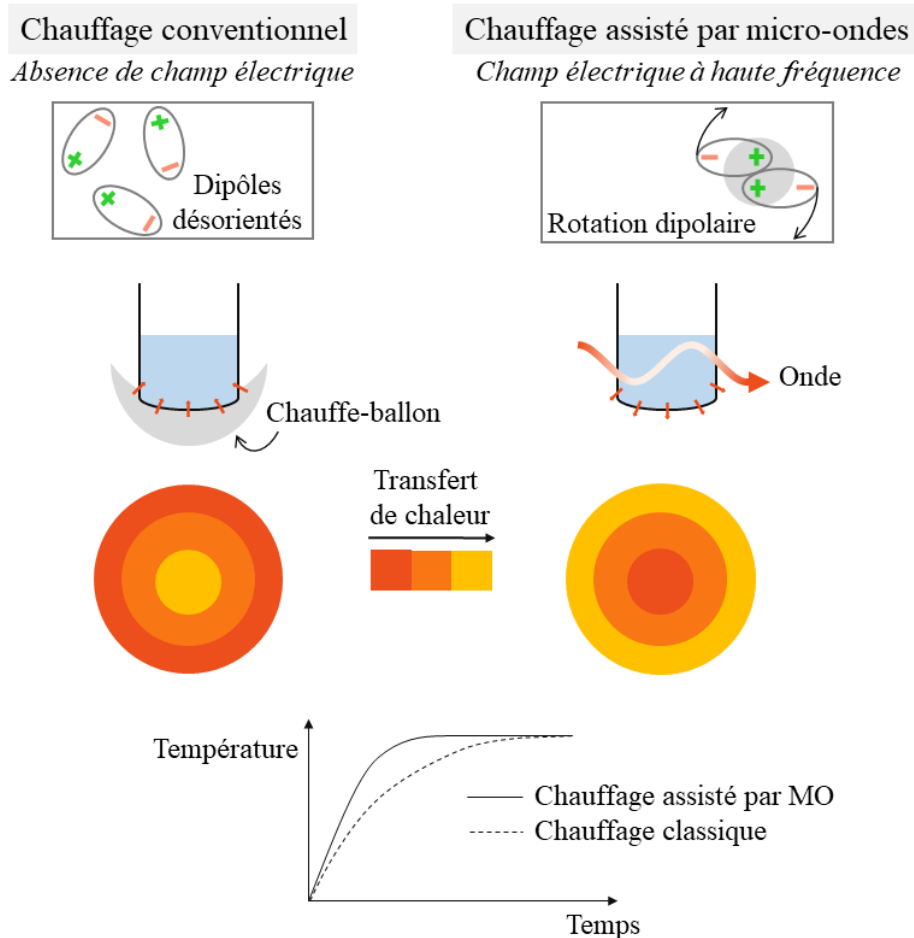 Chauffage conventionnel
Absence de champ électrique
Dipôles
désorientés
Chauffage assisté par micro-ondes
Champ électrique à haute fréquence
Rotation dipolaire
Chauffe-ballon
Onde
Transfert
de chaleur
Température
Chauffage assisté par MO
Chauffage classique
Temps